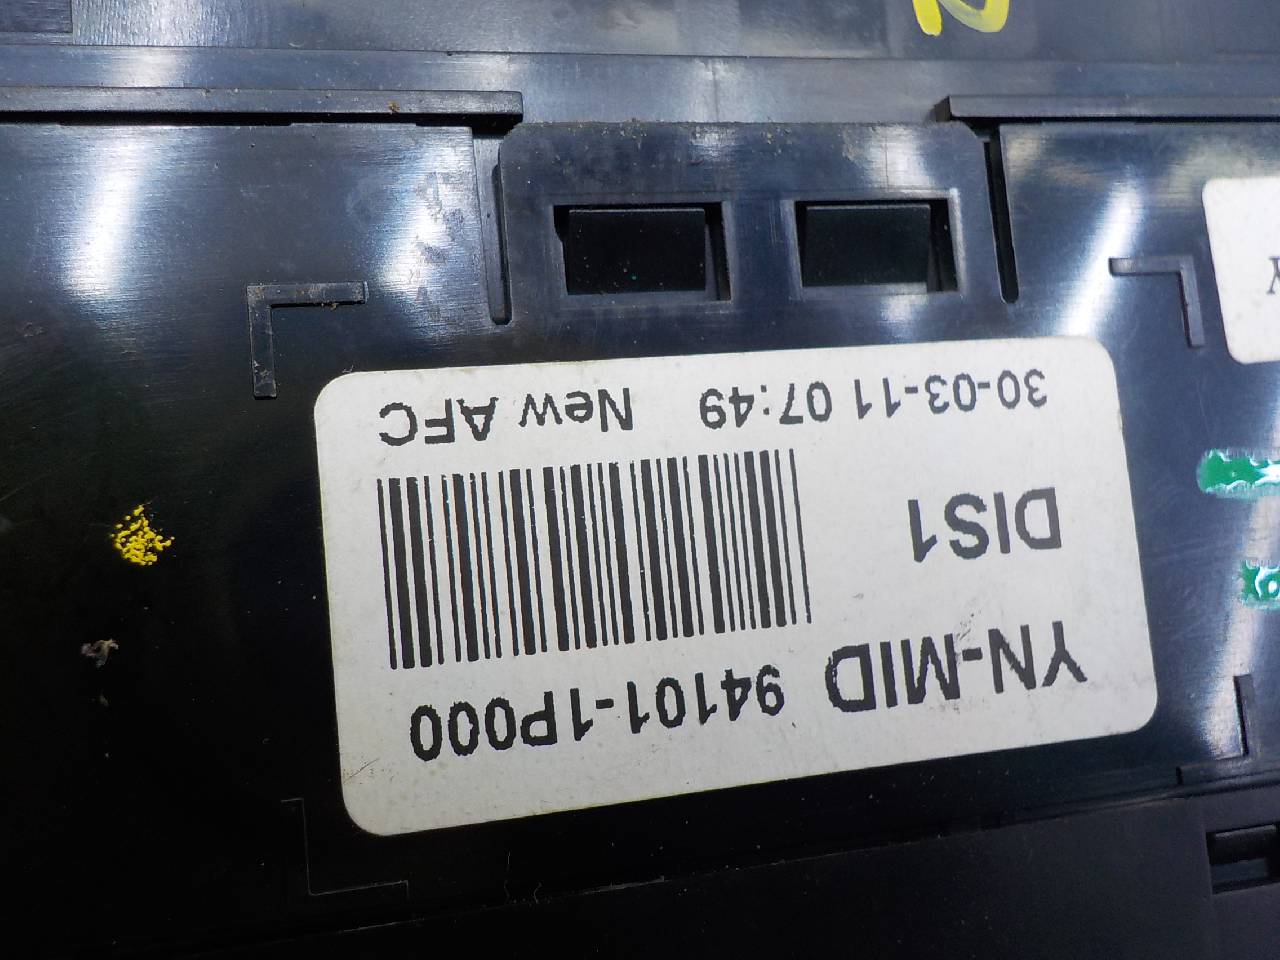 YN-MID 94101-1P000
DIS1
30-03-11 07:49 New AFC